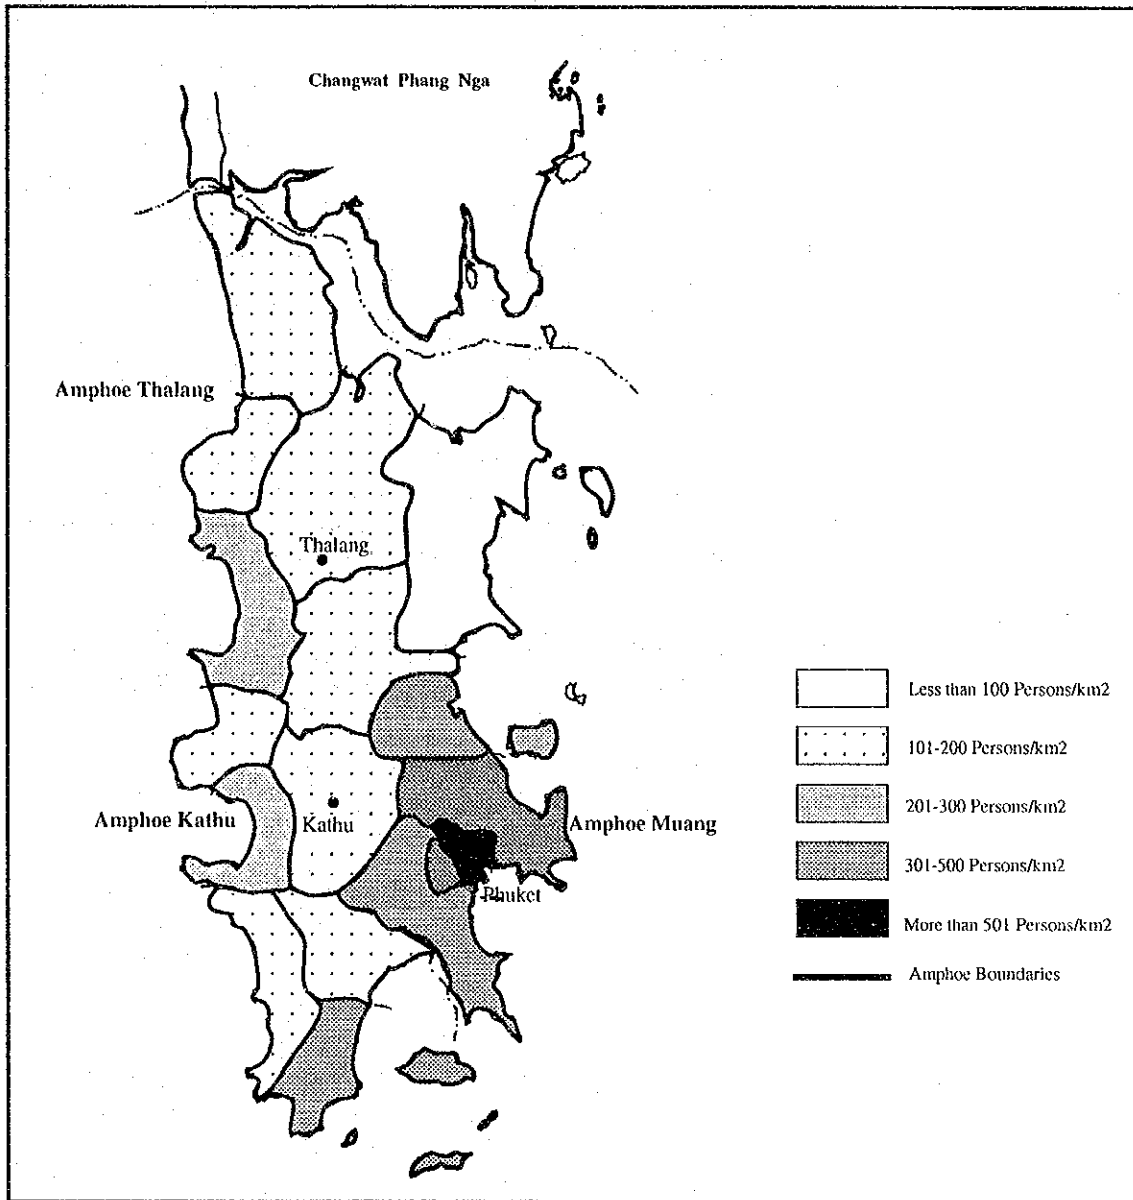 Changwat Phang Nga
Amphoe Thalang
Thalang
Less than 100 Persons/km2
101-200 Persons/km2
201-300 Persons/km2
Amphoe Kathu
Kathu
Amphoe Muang
301-500 Persons/km2
Phuket
More than 501 Persons/km2
Amphoe Boundaries